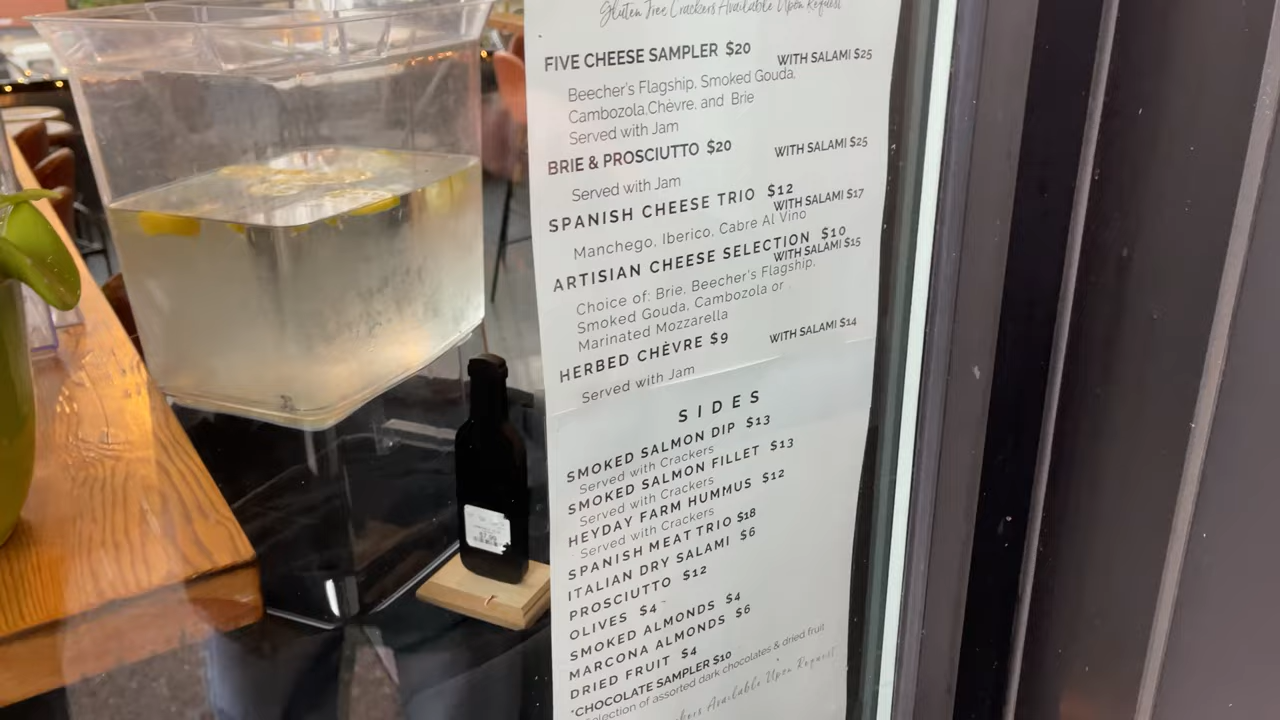 Gluten Free Crackers Available Upon Request
FIVE CHEESE SAMPLER $20 WITH SALAMI $25
Beecher's Flagship, Smoked Gouda,
Cambozola,Chèvre, and Brie
Served with Jam
BRIE & PROSCIUTTO $20 WITH SALAMI $25
Served with Jam
SPANISH CHEESE TRIO $12
WITH SALAMI $17
Manchego, Iberico, Cabre Al Vino
ARTISIAN CHEESE SELECTION $10
WITH SALAMI $15
Choice of: Brie, Beecher's Flagship,
Smoked Gouda, Cambozola or
Marinated Mozzarella
HERBED CHÈVRE $9 WITH SALAMI $14
Served with Jam
SIDES
SMOKED SALMON DIP $13
Served with Crackers
SMOKED SALMON FILLET $13
Served with Crackers
HEYDAY FARM HUMMUS $12
Served with Crackers
SPANISH MEAT TRIO $18
ITALIAN DRY SALAMI $6
PROSCIUTTO $12
OLIVES $4
SMOKED ALMONDS $4
MARCONA ALMONDS $6
DRIED FRUIT $4
*CHOCOLATE SAMPLER $10
selection of assorted dark chocolates & dried fruit
Available Upon Request